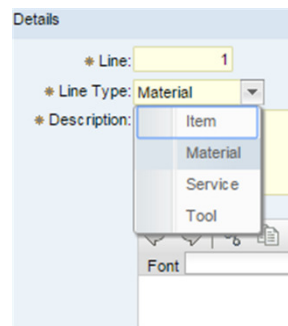 Details
* Line: 1
* Line Type: Material
* Description:
Item
Material
Service
Tool
Font